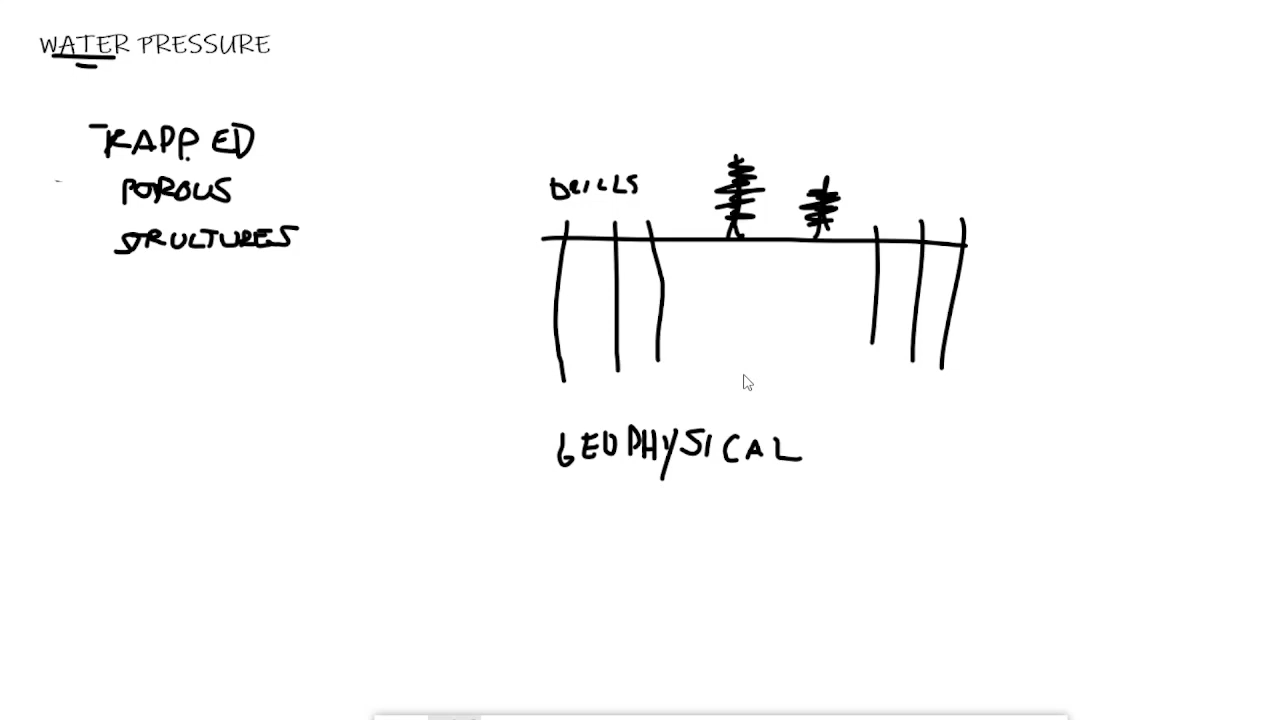 WATER PRESSURE
TRAPPED
POROUS
STRUCTURES
DRILLS
GEOPHYSICAL